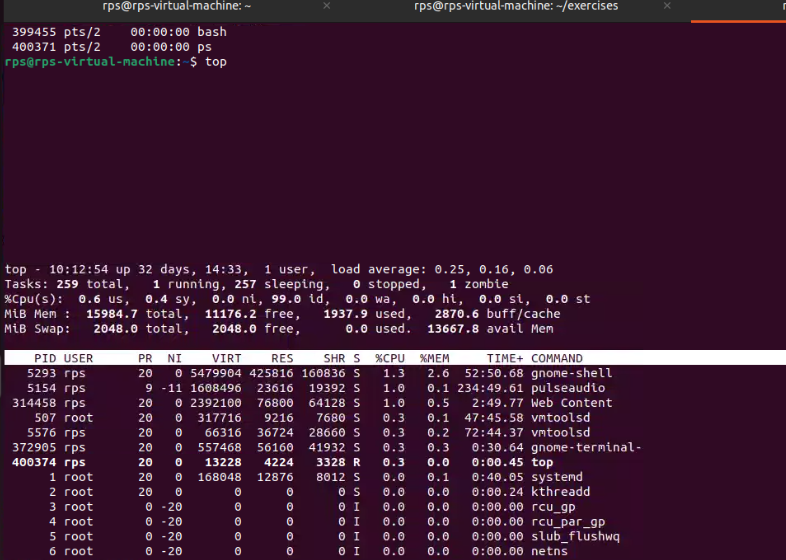 rps@rps-virtual-machine: ~ × rps@rps-virtual-machine: ~/exercises ×
399455 pts/2    00:00:00 bash
400371 pts/2    00:00:00 ps
rps@rps-virtual-machine:~$ top
top - 10:12:54 up 32 days, 14:33,  1 user,  load average: 0.25, 0.16, 0.06
Tasks: 259 total,   1 running, 257 sleeping,   0 stopped,   1 zombie
%Cpu(s):  0.6 us,  0.4 sy,  0.0 ni, 99.0 id,  0.0 wa,  0.0 hi,  0.0 si,  0.0 st
MiB Mem :  15984.7 total,  11176.2 free,   1937.9 used,   2870.6 buff/cache
MiB Swap:   2048.0 total,   2048.0 free,      0.0 used.  13667.8 avail Mem
PID USER      PR  NI    VIRT    RES    SHR S  %CPU  %MEM     TIME+ COMMAND
5293 rps       20   0 5479904 425816 160836 S   1.3   2.6  52:50.68 gnome-shell
5154 rps        9 -11 1608496  23616  19392 S   1.0   0.1 234:49.61 pulseaudio
314458 rps       20   0 2392100  76800  64128 S   1.0   0.5   2:49.77 Web Content
507 root      20   0  317716   9216   7680 S   0.3   0.1  47:45.58 vmtoolsd
5576 rps       20   0   66316  36724  28660 S   0.3   0.2  72:44.37 vmtoolsd
372905 rps       20   0  557468  56160  41932 S   0.3   0.3   0:30.64 gnome-terminal-
400374 rps       20   0   13228   4224   3328 R   0.3   0.0   0:00.45 top
1 root      20   0  168048  12876   8012 S   0.0   0.1   0:40.05 systemd
2 root      20   0       0      0      0 S   0.0   0.0   0:00.24 kthreadd
3 root       0 -20       0      0      0 I   0.0   0.0   0:00.00 rcu_gp
4 root       0 -20       0      0      0 I   0.0   0.0   0:00.00 rcu_par_gp
5 root       0 -20       0      0      0 I   0.0   0.0   0:00.00 slub_flushwq
6 root       0 -20       0      0      0 I   0.0   0.0   0:00.00 netns